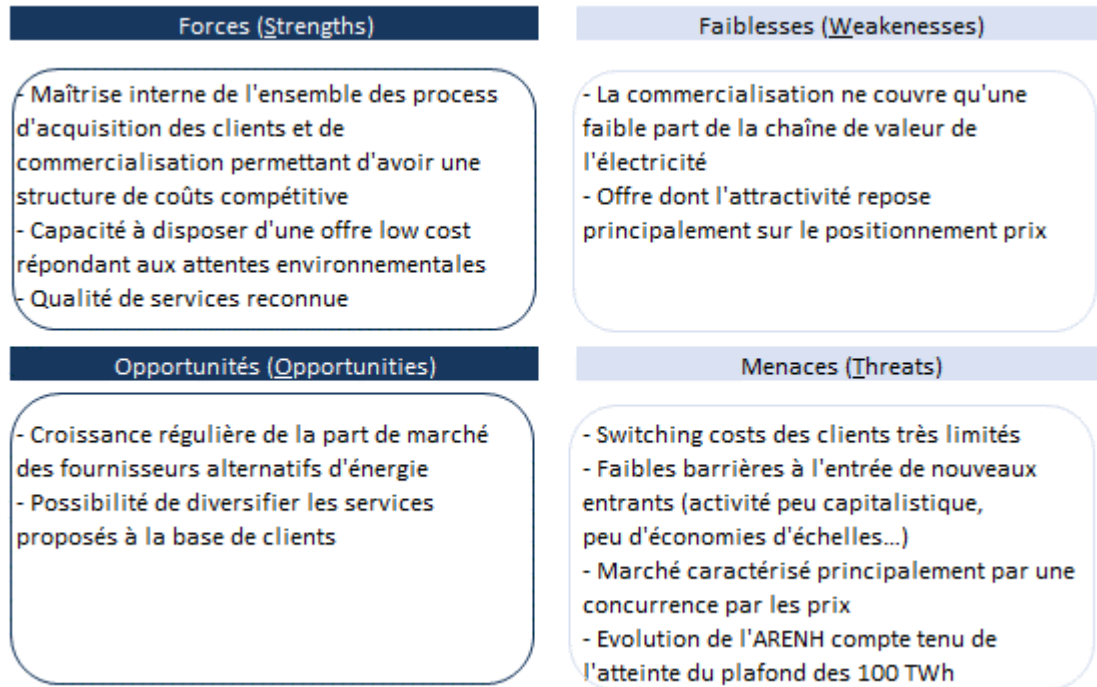 Forces (Strengths)
- Maîtrise interne de l'ensemble des process
d'acquisition des clients et de
commercialisation permettant d'avoir une
structure de coûts compétitive
- Capacité à disposer d'une offre low cost
répondant aux attentes environnementales
- Qualité de services reconnue
Faiblesses (Weakenesses)
- La commercialisation ne couvre qu'une
faible part de la chaîne de valeur de
l'électricité
- Offre dont l'attractivité repose
principalement sur le positionnement prix
Opportunités (Opportunities)
- Croissance régulière de la part de marché
des fournisseurs alternatifs d'énergie
- Possibilité de diversifier les services
proposés à la base de clients
Menaces (Threats)
- Switching costs des clients très limités
- Faibles barrières à l'entrée de nouveaux
entrants (activité peu capitalistique,
peu d'économies d'échelles...)
- Marché caractérisé principalement par une
concurrence par les prix
- Evolution de l'ARENH compte tenu de
l'atteinte du plafond des 100 TWh